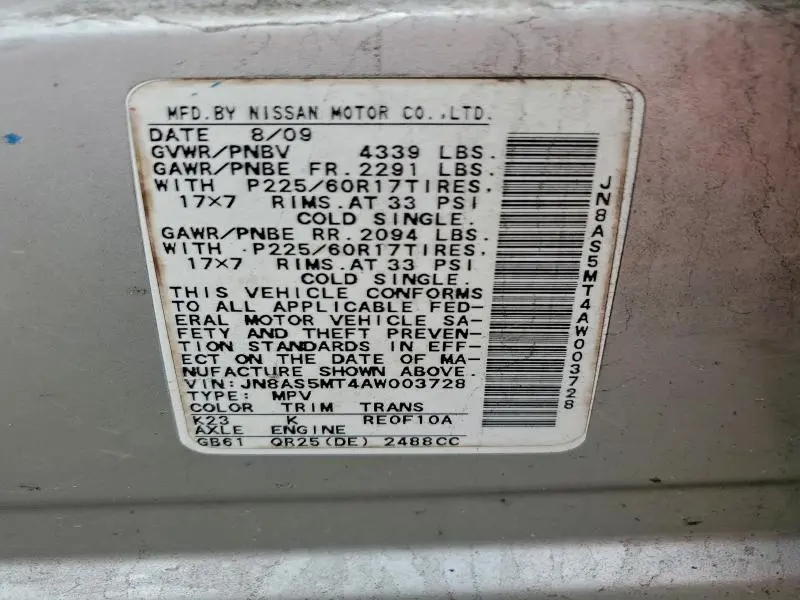 MFD.BY NISSAN MOTOR CO.,LTD.
DATE 8/09
GVWR/PNBV 4339 LBS.
GAWR/PNBE FR.2291 LBS.
WITH P225/60R17TIRES.
17×7 RIMS.AT 33 PSI
COLD SINGLE.
GAWR/PNBE RR.2094 LBS.
WITH P225/60R17TIRES.
17×7 RIMS.AT 33 PSI
COLD SINGLE.
THIS VEHICLE CONFORMS
TO ALL APPLICABLE FED-
ERAL MOTOR VEHICLE SA-
FETY AND THEFT PREVEN-
TION STANDARDS IN EFF-
ECT ON THE DATE OF MA-
NUFACTURE SHOWN ABOVE.
VIN:JN8AS5MT4AW003728
TYPE: MPV
COLOR TRIM TRANS
K23 K RE0F10A
AXLE ENGINE
GB61 QR25(DE) 2488CC
JN8AS5MT4AW003728